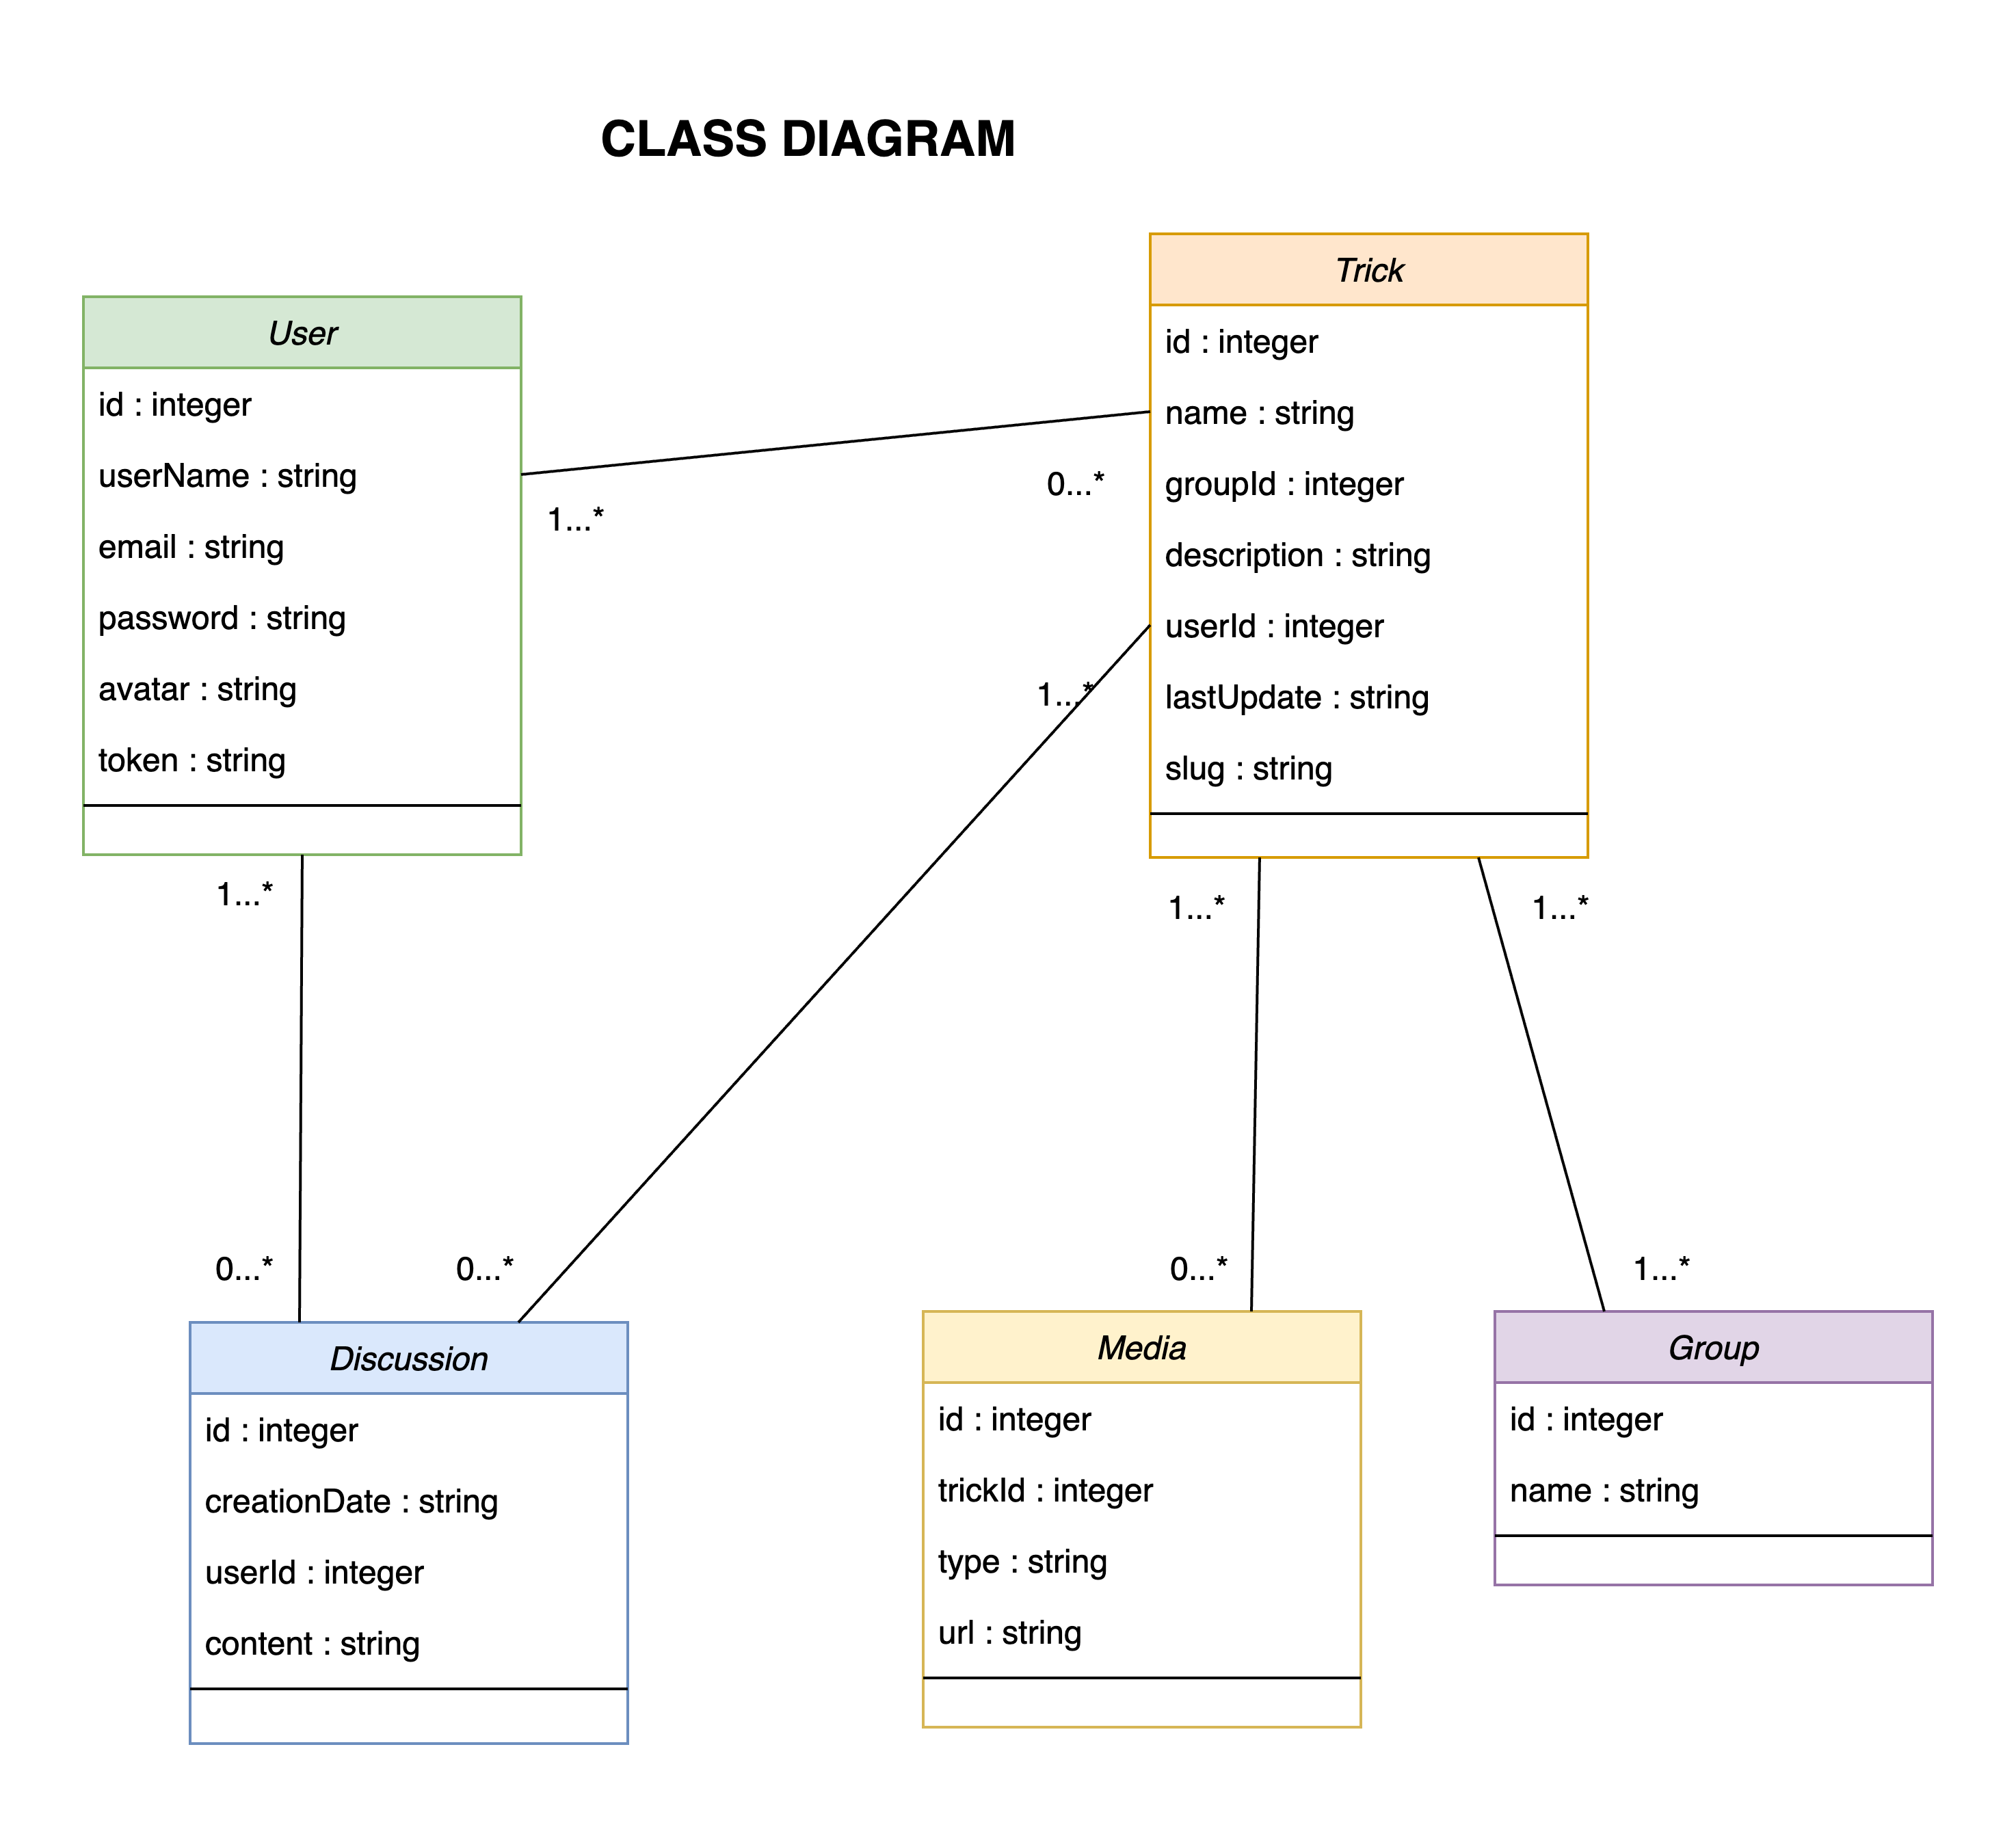 CLASS DIAGRAM
User
id : integer
userName : string
email : string
password : string
avatar : string
token : string
Trick
id : integer
name : string
groupId : integer
description : string
userId : integer
lastUpdate : string
slug : string
1...*
0...*
1...*
1...*
1...*
1...*
0...*
0...*
0...*
1...*
Discussion
id : integer
creationDate : string
userId : integer
content : string
Media
id : integer
trickId : integer
type : string
url : string
Group
id : integer
name : string